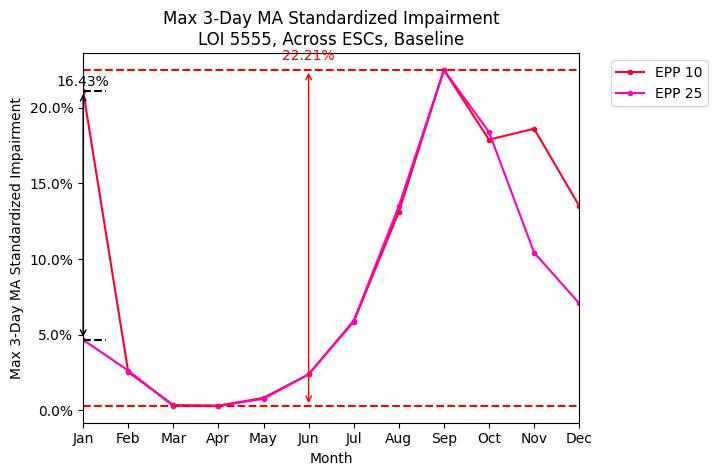 Max 3-Day MA Standardized Impairment
LOI 5555, Across ESCs, Baseline
22.21%
16.43%
EPP 10
EPP 25
Max 3-Day MA Standardized Impairment
20.0%
15.0%
10.0%
5.0%
0.0%
Jan Feb Mar Apr May Jun Jul Aug Sep Oct Nov Dec
Month